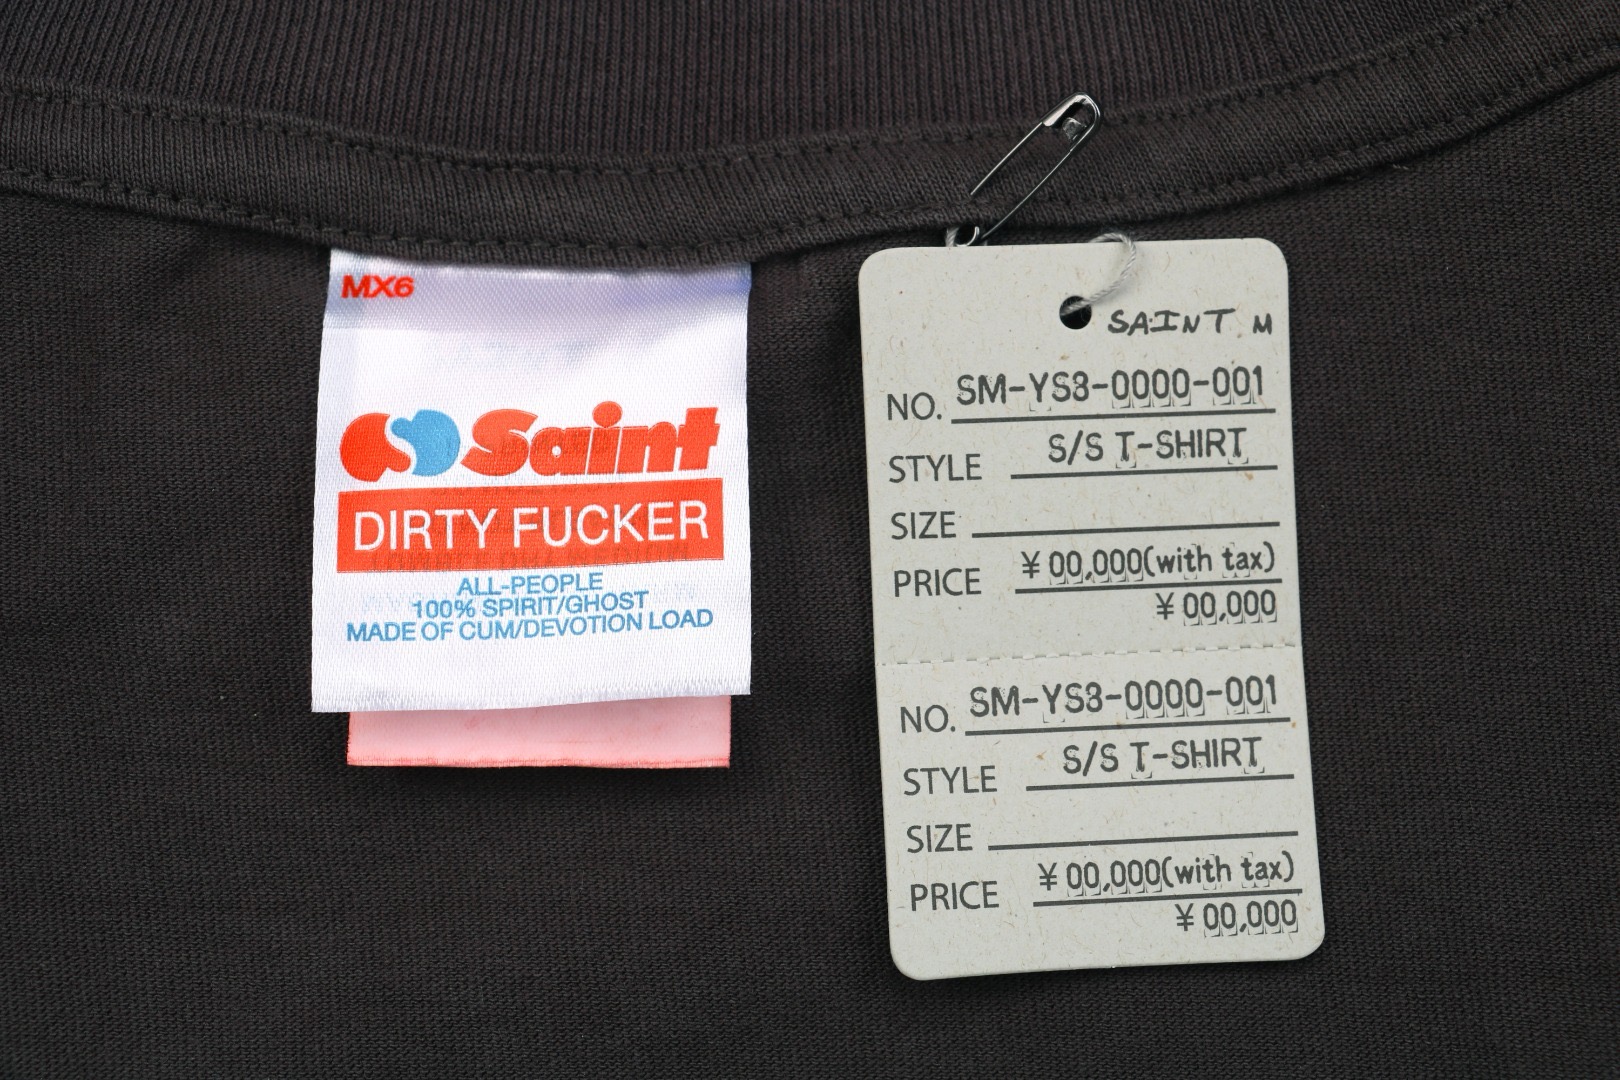 MX6
Saint
DIRTY FUCKER
ALL-PEOPLE
100% SPIRIT/GHOST
MADE OF CUM/DEVOTION LOAD
SAINT M
NO. SM-YS8-0000-001
STYLE S/S T-SHIRT
SIZE
PRICE ¥00,000(with tax)
¥00,000
NO. SM-YS8-0000-001
STYLE S/S T-SHIRT
SIZE
PRICE ¥00,000(with tax)
¥00,000